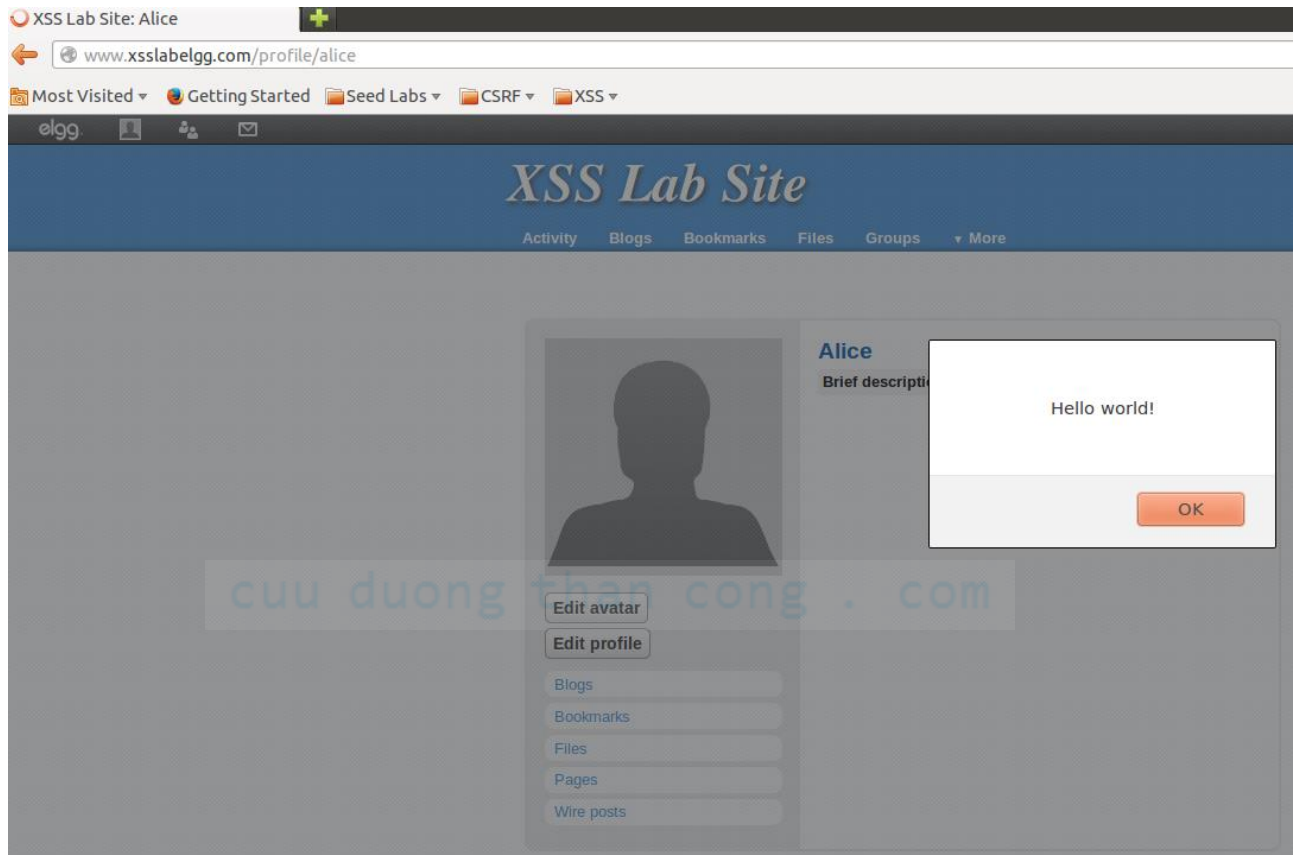 XSS Lab Site: Alice
www.xsslabelgg.com/profile/alice
Most Visited Getting Started Seed Labs CSRF XSS
elgg.
XSS Lab Site
Activity Blogs Bookmarks Files Groups More
Alice
Brief descripti
Hello world!
OK
cuu duong than cong . com
Edit avatar
Edit profile
Blogs
Bookmarks
Files
Pages
Wire posts